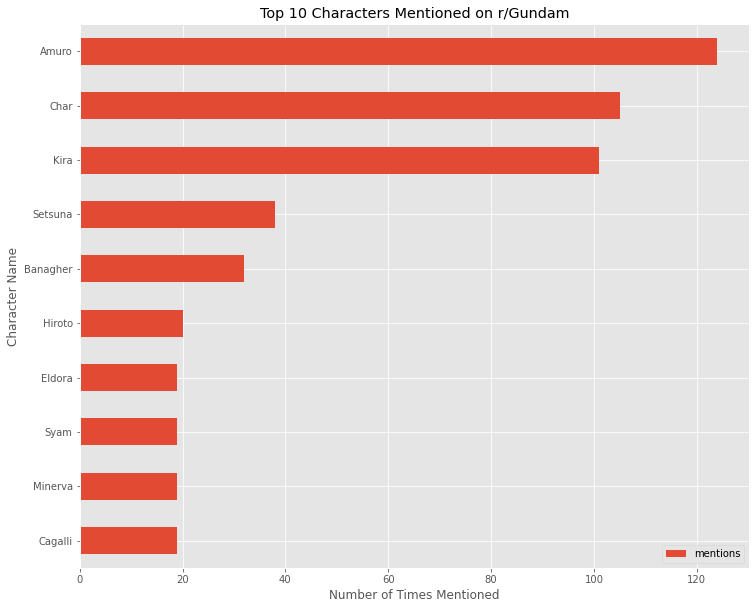 Top 10 Characters Mentioned on r/Gundam
Character Name
Amuro
Char
Kira
Setsuna
Banagher
Hiroto
Eldora
Syam
Minerva
Cagalli
mentions
0 20 40 60 80 100 120
Number of Times Mentioned